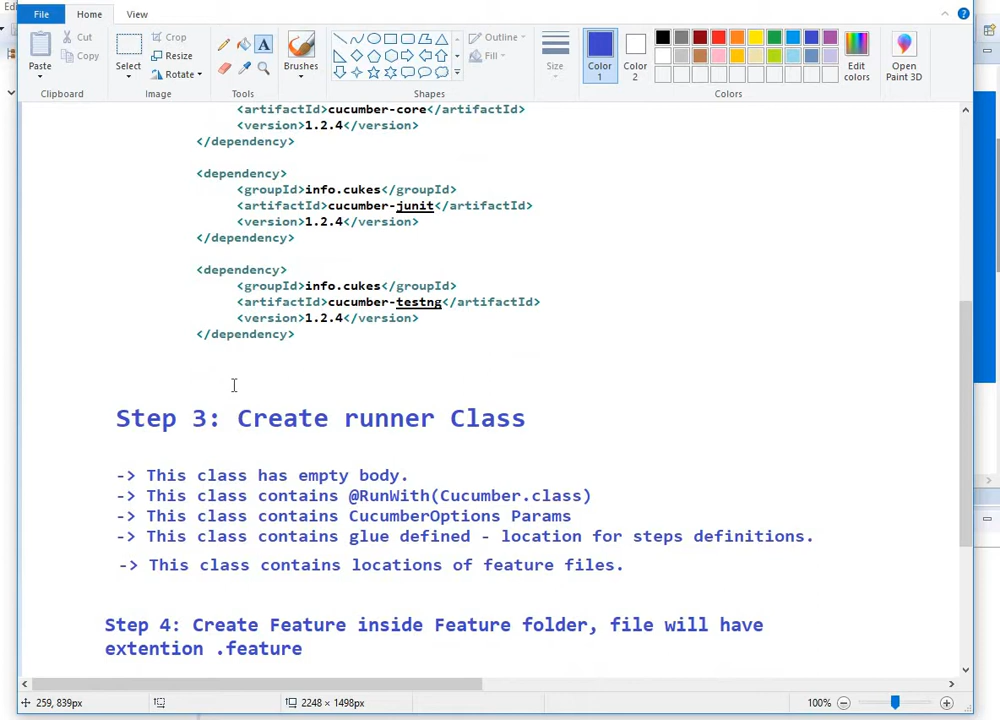 File
Home
View
Paste
Cut
Copy
Clipboard
Select
Crop
Resize
Rotate
Image
A
Tools
Brushes
Outline
Fill
Shapes
Size
Color 1
Color 2
Edit colors
Open Paint 3D
Colors
<artifactId>cucumber-core</artifactId>
<version>1.2.4</version>
</dependency>
<dependency>
<groupId>info.cukes</groupId>
<artifactId>cucumber-junit</artifactId>
<version>1.2.4</version>
</dependency>
<dependency>
<groupId>info.cukes</groupId>
<artifactId>cucumber-testng</artifactId>
<version>1.2.4</version>
</dependency>
Step 3: Create runner Class
-> This class has empty body.
-> This class contains @RunWith(Cucumber.class)
-> This class contains CucumberOptions Params
-> This class contains glue defined - location for steps definitions.
-> This class contains locations of feature files.
Step 4: Create Feature inside Feature folder, file will have
extention .feature
259, 839px
2248 × 1498px
100%